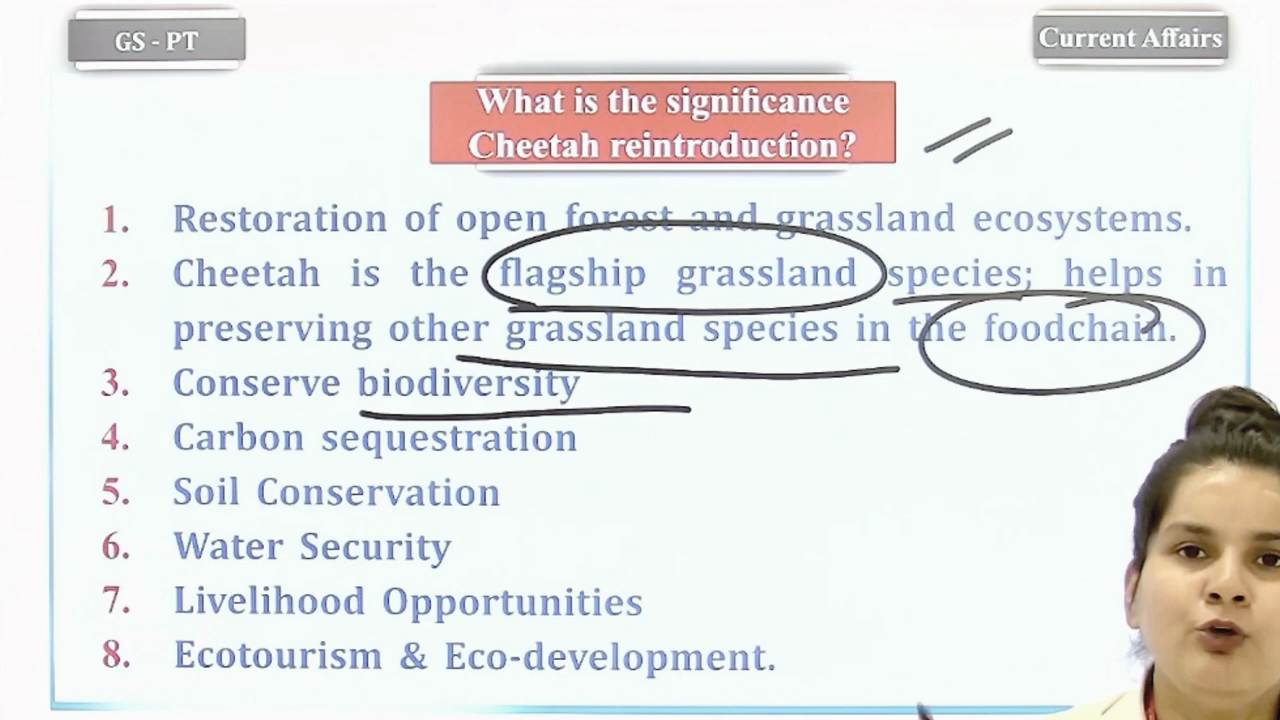 GS - PT
Current Affairs
What is the significance
Cheetah reintroduction?
1. Restoration of open forest and grassland ecosystems.
2. Cheetah is the flagship grassland species; helps in
preserving other grassland species in the foodchain.
3. Conserve biodiversity
4. Carbon sequestration
5. Soil Conservation
6. Water Security
7. Livelihood Opportunities
8. Ecotourism & Eco-development.